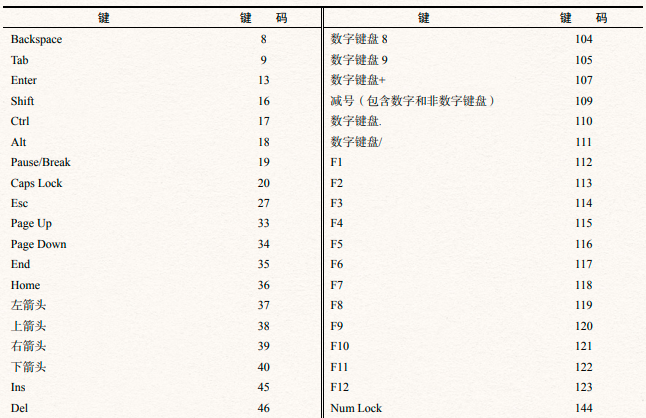 键 键 码 键 键 码
Backspace 8 数字键盘 8 104
Tab 9 数字键盘 9 105
Enter 13 数字键盘+ 107
Shift 16 减号（包含数字和非数字键盘） 109
Ctrl 17 数字键盘. 110
Alt 18 数字键盘/ 111
Pause/Break 19 F1 112
Caps Lock 20 F2 113
Esc 27 F3 114
Page Up 33 F4 115
Page Down 34 F5 116
End 35 F6 117
Home 36 F7 118
左箭头 37 F8 119
上箭头 38 F9 120
右箭头 39 F10 121
下箭头 40 F11 122
Ins 45 F12 123
Del 46 Num Lock 144